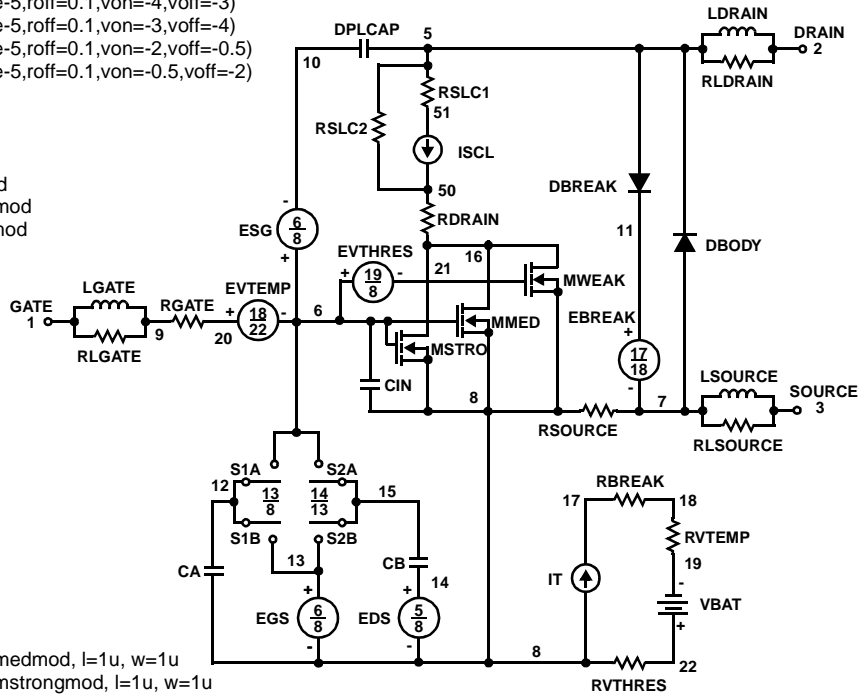 e-5,roff=0.1,von=-4,voff=-3)
e-5,roff=0.1,von=-3,voff=-4)
e-5,roff=0.1,von=-2,voff=-0.5)
e-5,roff=0.1,von=-0.5,voff=-2)
d
mod
mod
LDRAIN
DPLCAP 5 DRAIN
10 2
RLDRAIN
RSLC1
51
RSLC2
ISCL
50
DBREAK
RDRAIN
- 6 8 +
ESG
11
DBODY
EVTHRES 16
+ 19 8 - 21
MWEAK
LGATE EVTEMP
GATE RGATE + 18 22 - 6
MMED EBREAK +
1 9 20
MSTRO 17 18 -
RLGATE
CIN LSOURCE
8 7 SOURCE
3
RSOURCE RLSOURCE
S1A S2A
12 13 8 14 13 15
RBREAK
17 18
S1B S2B
RVTEMP
13 CB
CA 14 IT 19
-
+ + VBAT
EGS 6 8 EDS 5 8 +
- - 8 22
RVTHRES
medmod, l=1u, w=1u
mstrongmod, l=1u, w=1u